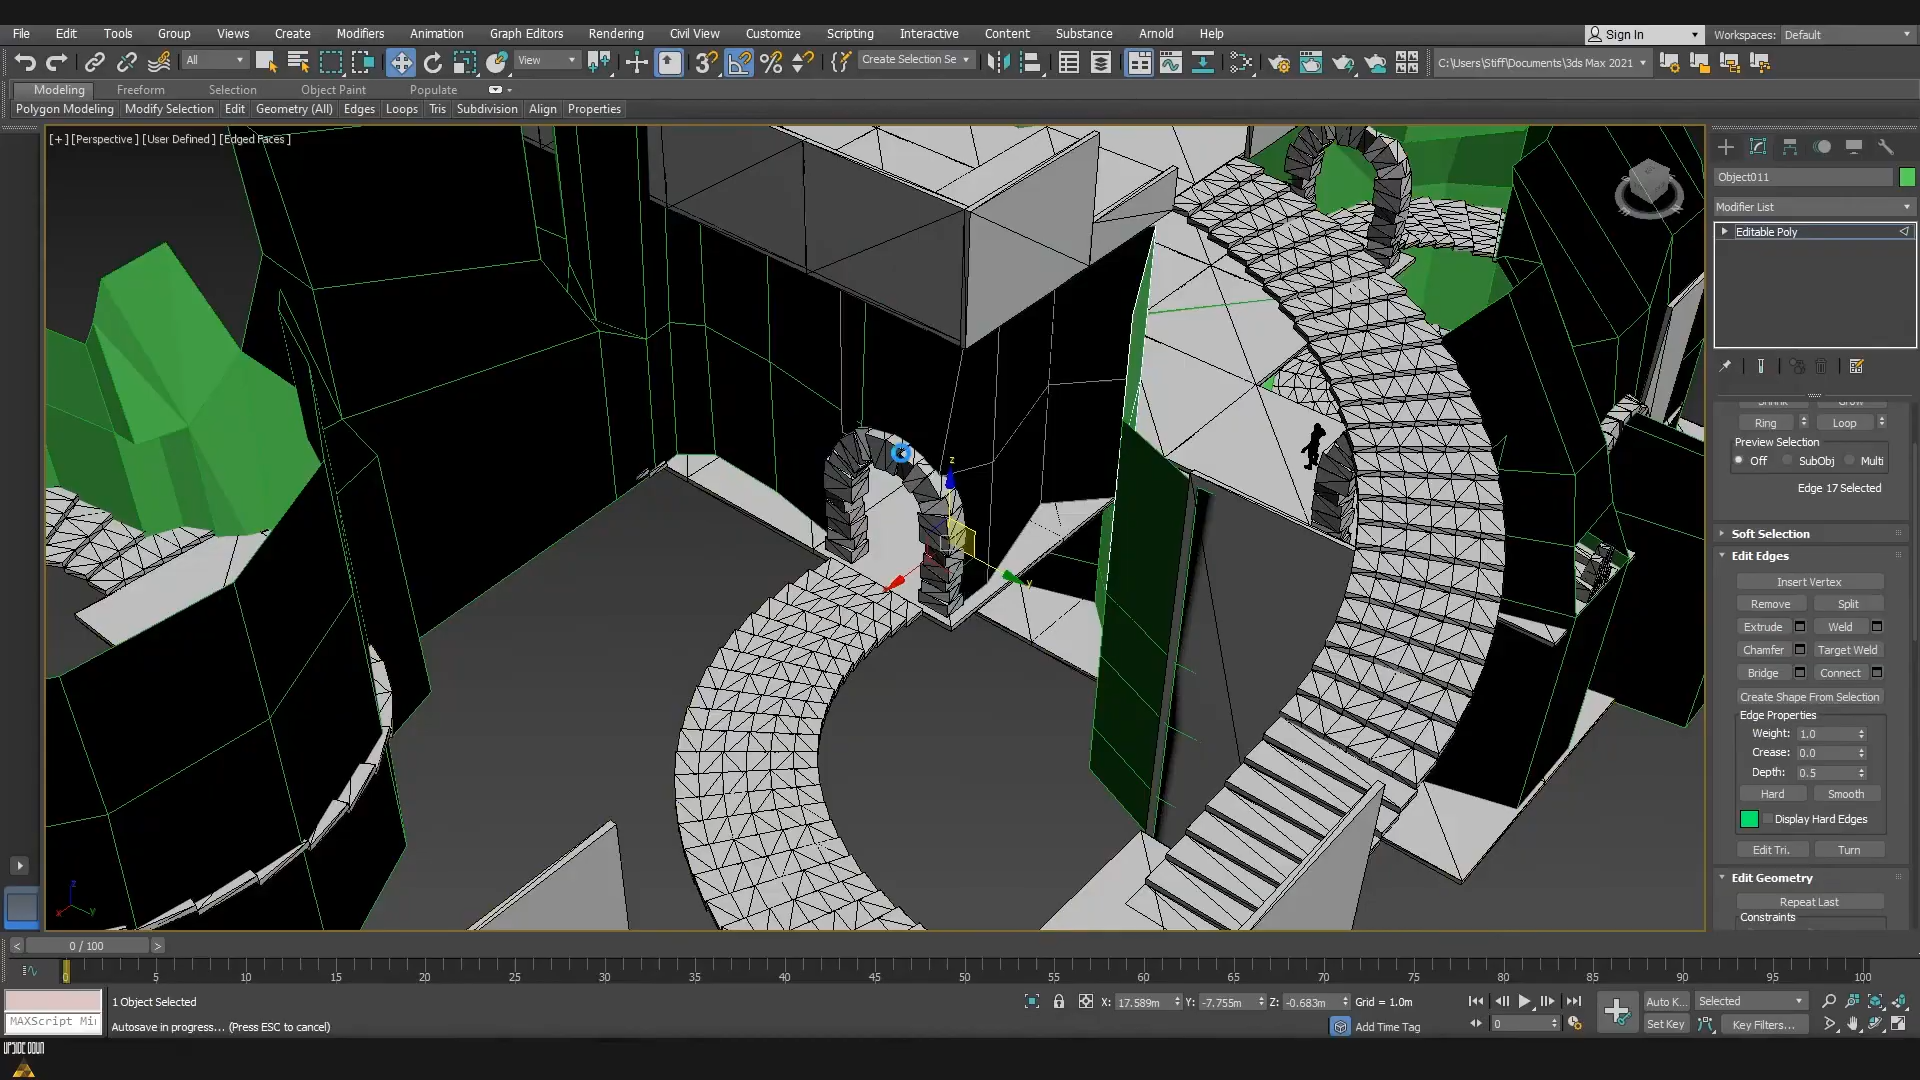 File Edit Tools Group Views Create Modifiers Animation Graph Editors Rendering Civil View Customize Scripting Interactive Content Substance Arnold Help Sign In Workspaces: Default
All View Create Selection Se C:\Users\Stiff\Documents\3ds Max 2021
Modeling Freeform Selection Object Paint Populate
Polygon Modeling Modify Selection Edit Geometry (All) Edges Loops Tris Subdivision Align Properties
[+] [Perspective] [User Defined] [Edged Faces]
Object011
Modifier List
Editable Poly
Shrink Grow
Ring Loop
Preview Selection
Off SubObj Multi
Edge 17 Selected
Soft Selection
Edit Edges
Insert Vertex
Remove Split
Extrude Weld
Chamfer Target Weld
Bridge Connect
Create Shape From Selection
Edge Properties
Weight: 1.0
Crease: 0.0
Depth: 0.5
Hard Smooth
Display Hard Edges
Edit Tri. Turn
Edit Geometry
Repeat Last
Constraints
z
y
z
x y
< 0 / 100 >
0 5 10 15 20 25 30 35 40 45 50 55 60 65 70 75 80 85 90 95 100
1 Object Selected X: 17.589m Y: -7.755m Z: -0.683m Grid = 1.0m Auto K... Selected
MAXScript Mi Autosave in progress... (Press ESC to cancel) Add Time Tag 0 Set Key Key Filters...
UPSIDE DOWN